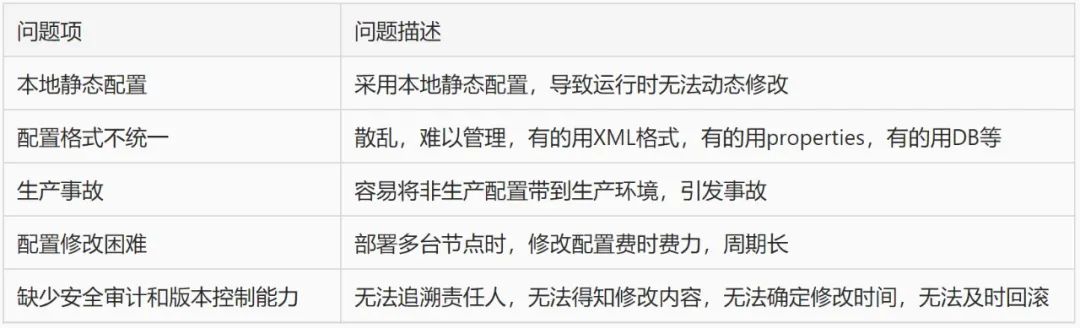 问题项 问题描述
本地静态配置 采用本地静态配置，导致运行时无法动态修改
配置格式不统一 散乱，难以管理，有的用XML格式，有的用properties，有的用DB等
生产事故 容易将非生产配置带到生产环境，引发事故
配置修改困难 部署多台节点时，修改配置费时费力，周期长
缺少安全审计和版本控制能力 无法追溯责任人，无法得知修改内容，无法确定修改时间，无法及时回滚